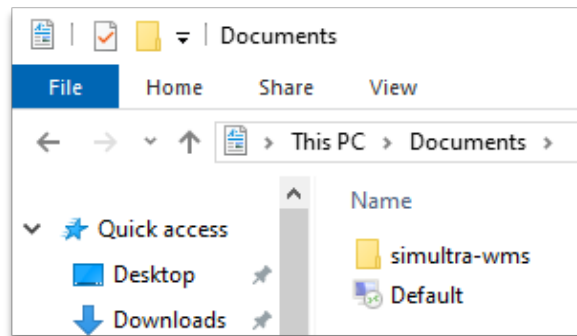 Documents
File Home Share View
This PC > Documents >
Name
Quick access
simultra-wms
Desktop
Default
Downloads